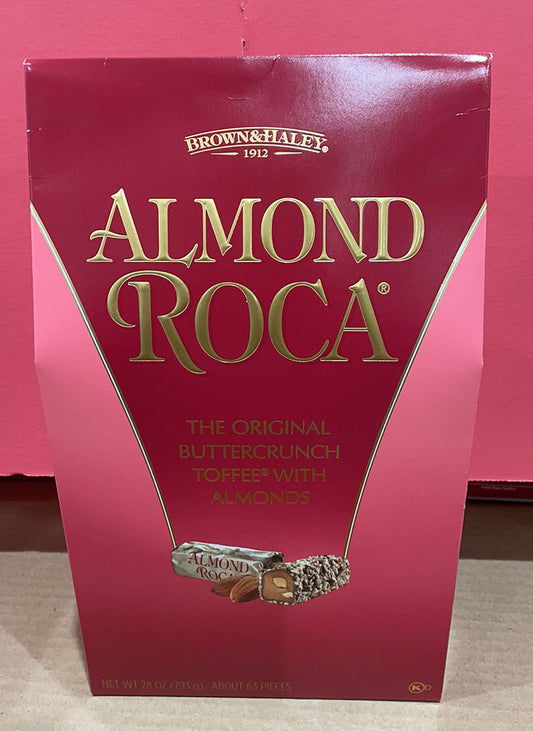 BROWN&HALEY®
1912
ALMOND
ROCA®
THE ORIGINAL
BUTTERCRUNCH
TOFFEE® WITH
ALMONDS
ALMOND
ROCA
NET WT 28 OZ (793 g) ABOUT 63 PIECES
K D